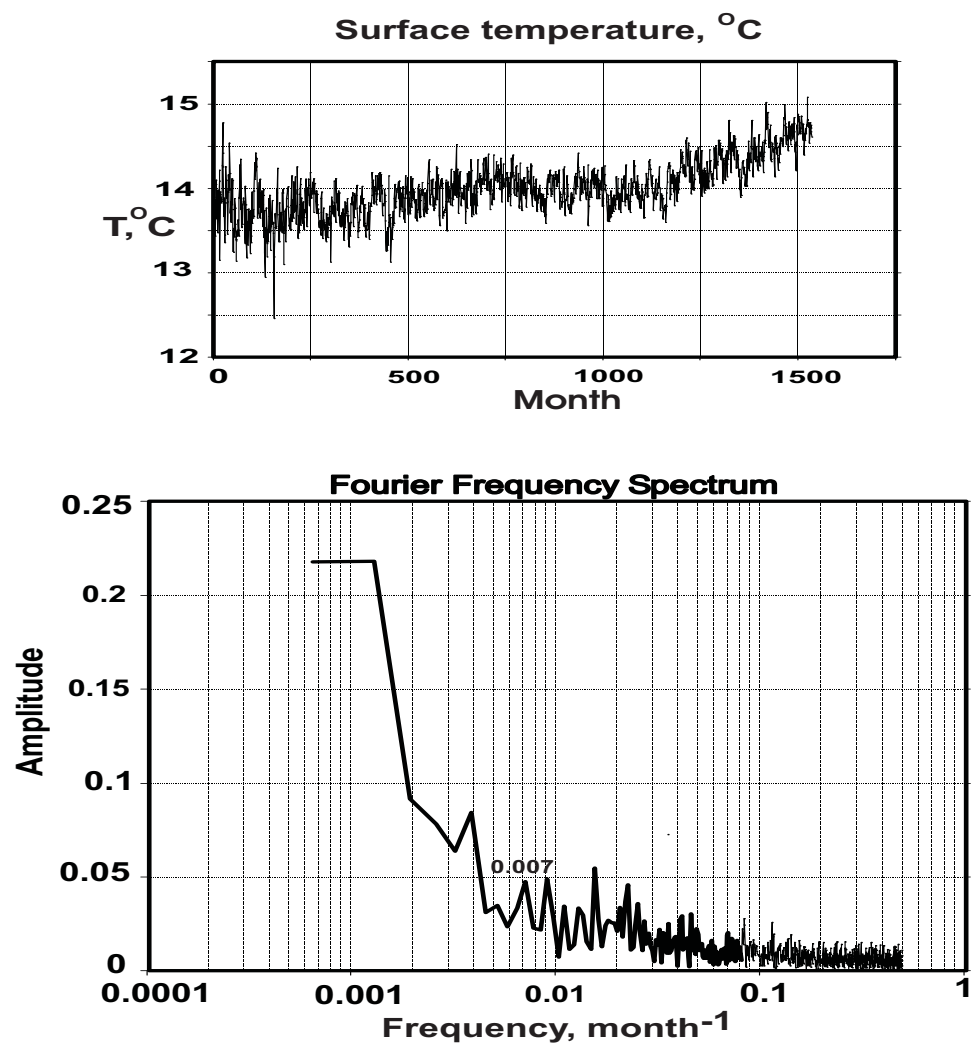 Surface temperature, °C
15
14
T,°C
13
12
0 500 1000 1500
Month
Fourier Frequency Spectrum
0.25
0.2
0.15
Amplitude
0.1
0.05
0.007
0
0.0001 0.001 0.01 0.1 1
Frequency, month-1